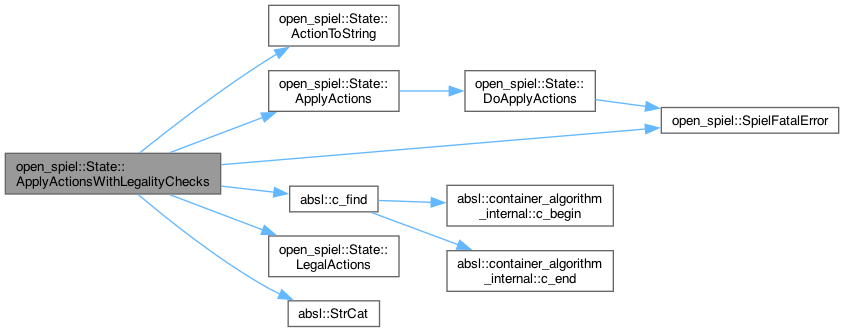 open_spiel::State::
ActionToString
open_spiel::State::
ApplyActions
open_spiel::State::
DoApplyActions
open_spiel::SpielFatalError
open_spiel::State::
ApplyActionsWithLegalityChecks
absl::c_find
absl::container_algorithm
_internal::c_begin
open_spiel::State::
LegalActions
absl::container_algorithm
_internal::c_end
absl::StrCat